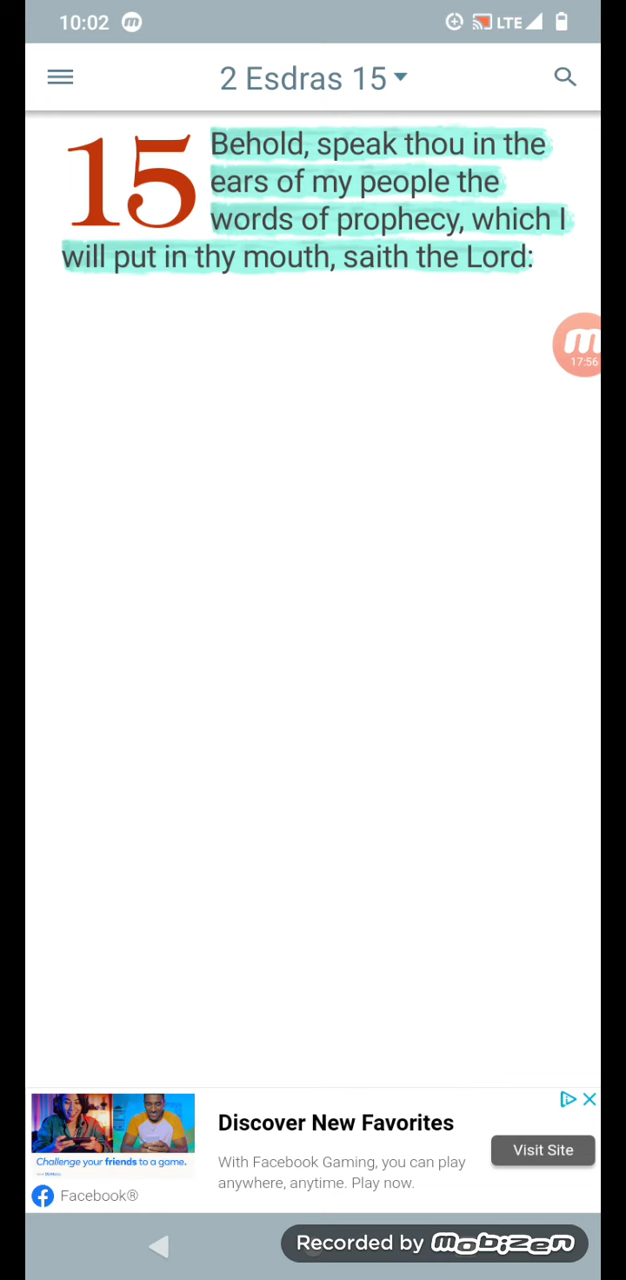 10:02 m LTE
2 Esdras 15
15 Behold, speak thou in the
ears of my people the
words of prophecy, which I
will put in thy mouth, saith the Lord:
m
17:56
Discover New Favorites
With Facebook Gaming, you can play
anywhere, anytime. Play now.
Visit Site
Challenge your friends to a game.
Facebook®
Recorded by mobizen